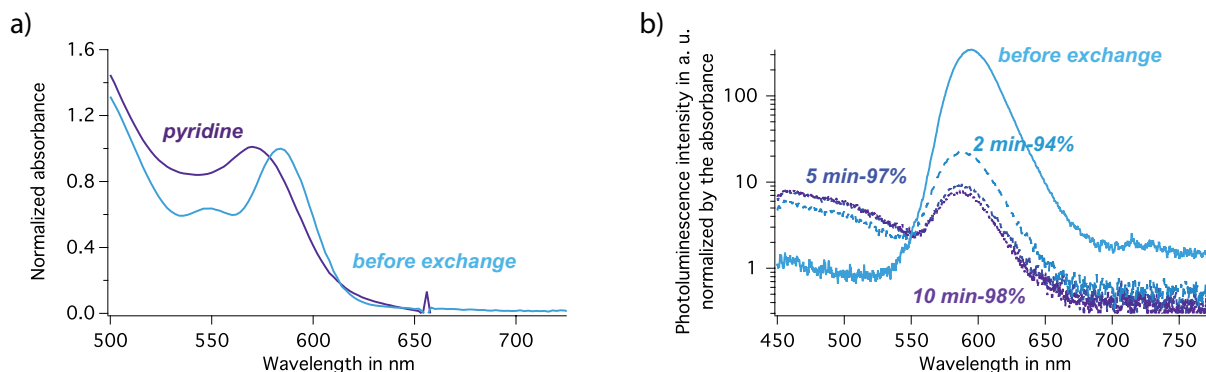 a)
Normalized absorbance
1.6
1.2
0.8
0.4
0.0
pyridine
before exchange
500
550
600
650
700
Wavelength in nm
b)
Photoluminescence intensity in a. u.
normalized by the absorbance
100
10
1
before exchange
2 min-94%
5 min-97%
10 min-98%
450
500
550
600
650
700
750
Wavelength in nm